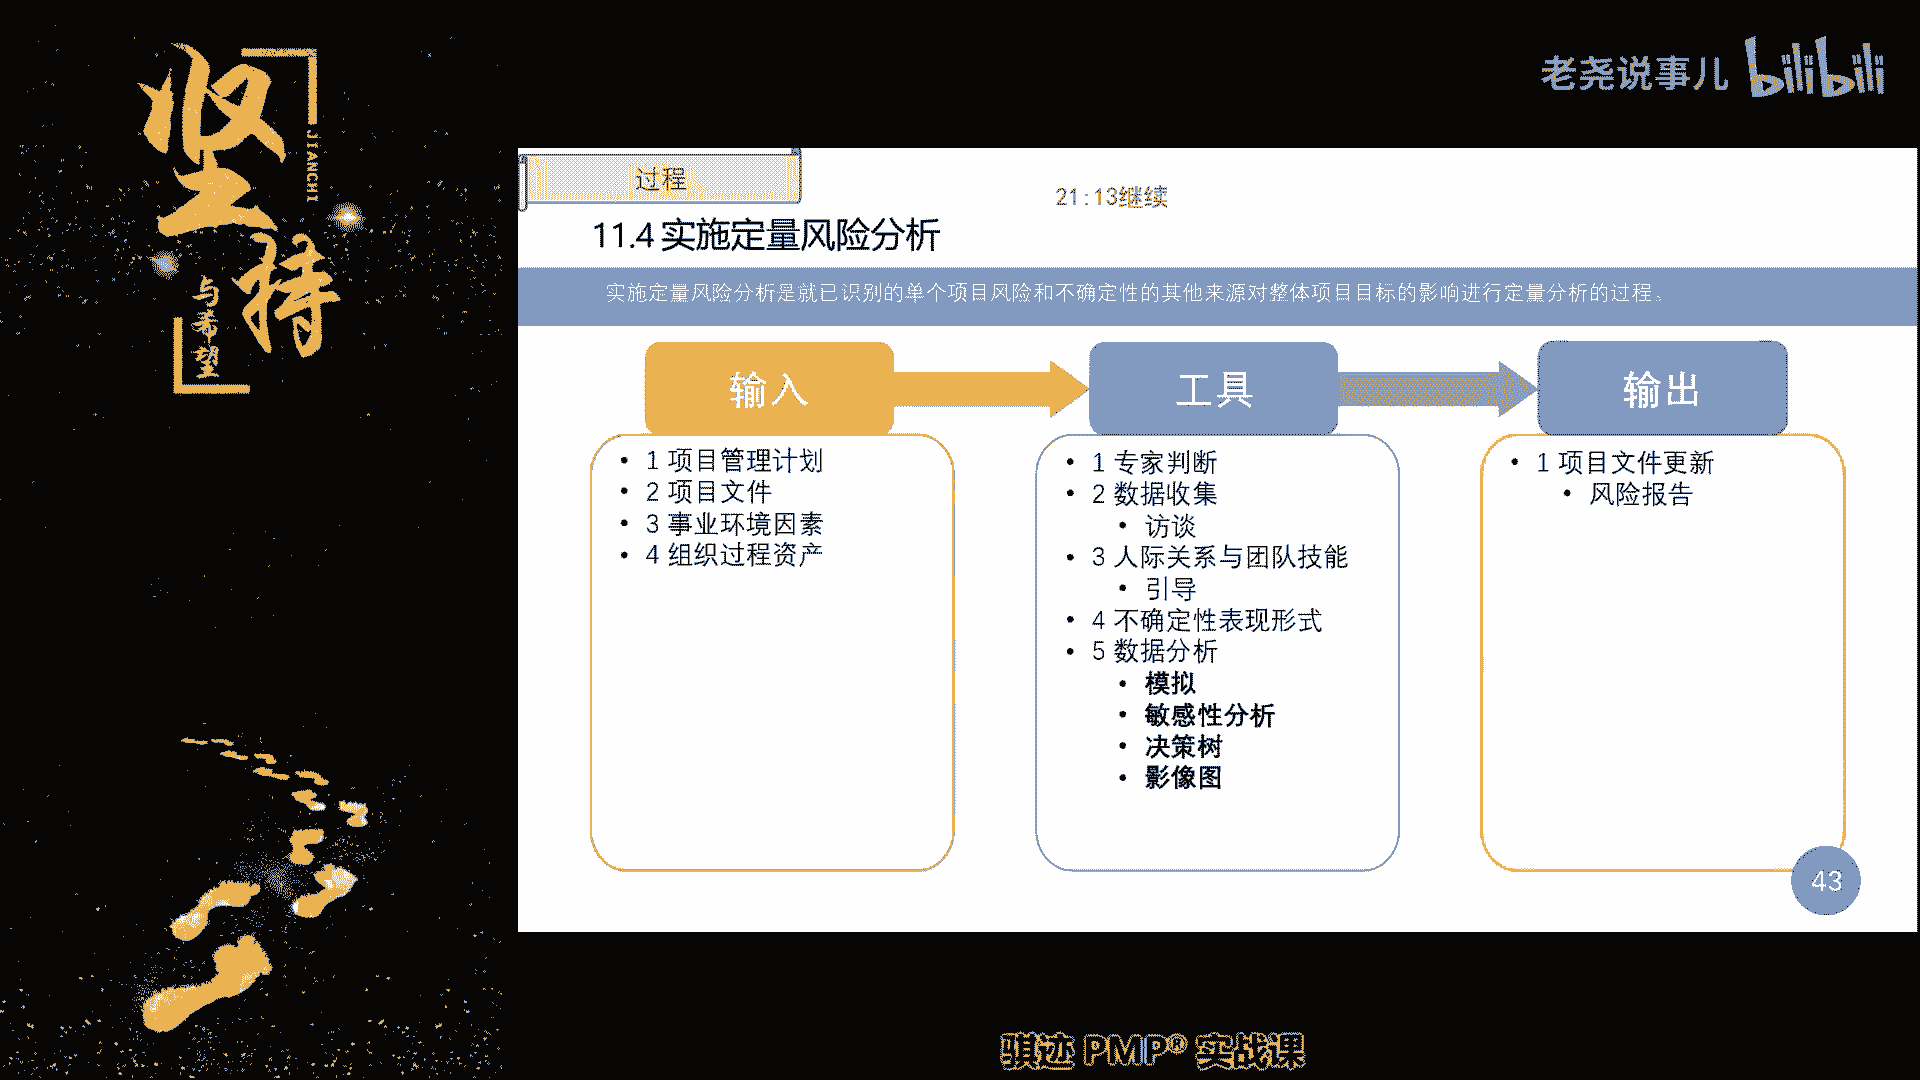 坚持
JIANCHI
与希望
老尧说事儿 bilibili
过程
21:13继续
11.4 实施定量风险分析
实施定量风险分析是就已识别的单个项目风险和不确定性的其他来源对整体项目目标的影响进行定量分析的过程。
输入
• 1 项目管理计划
• 2 项目文件
• 3 事业环境因素
• 4 组织过程资产
工具
• 1 专家判断
• 2 数据收集
• 访谈
• 3 人际关系与团队技能
• 引导
• 4 不确定性表现形式
• 5 数据分析
• 模拟
• 敏感性分析
• 决策树
• 影像图
输出
• 1 项目文件更新
• 风险报告
43
骐迹 PMP® 实战课